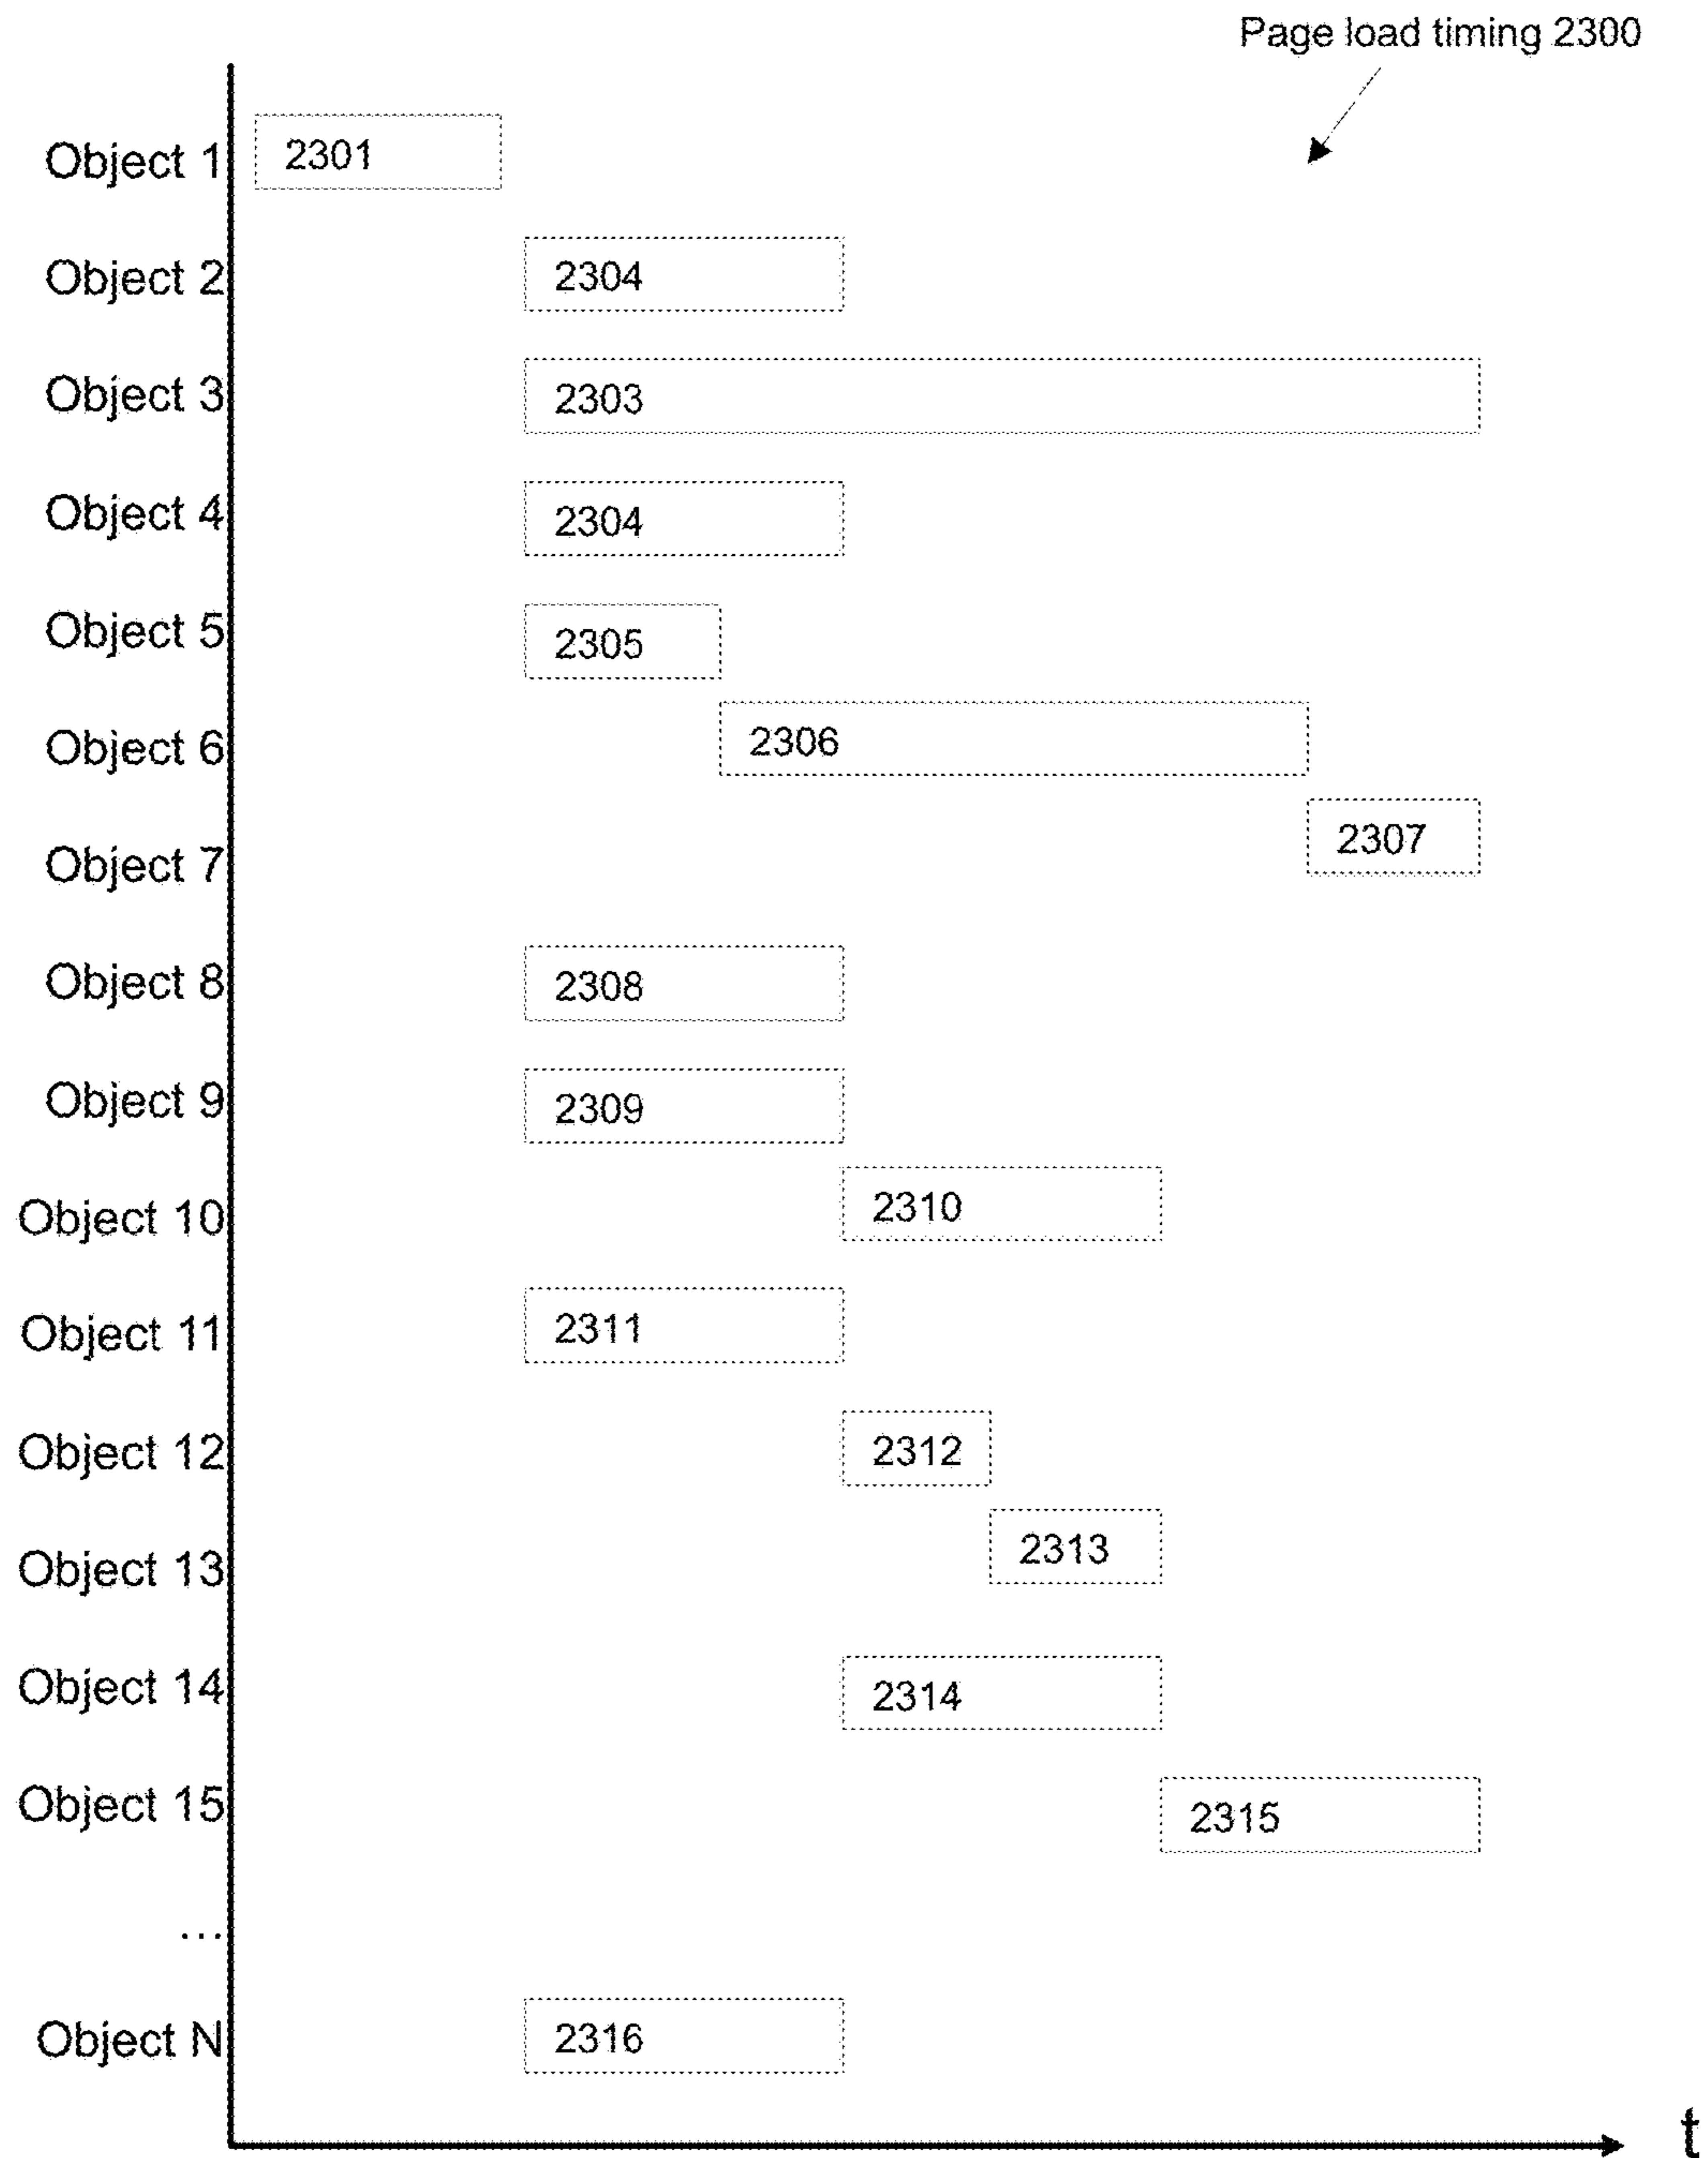 Page load timing 2300
Object 1 2301
Object 2 2304
Object 3 2303
Object 4 2304
Object 5 2305
Object 6 2306
Object 7 2307
Object 8 2308
Object 9 2309
Object 10 2310
Object 11 2311
Object 12 2312
Object 13 2313
Object 14 2314
Object 15 2315
...
Object N 2316
t